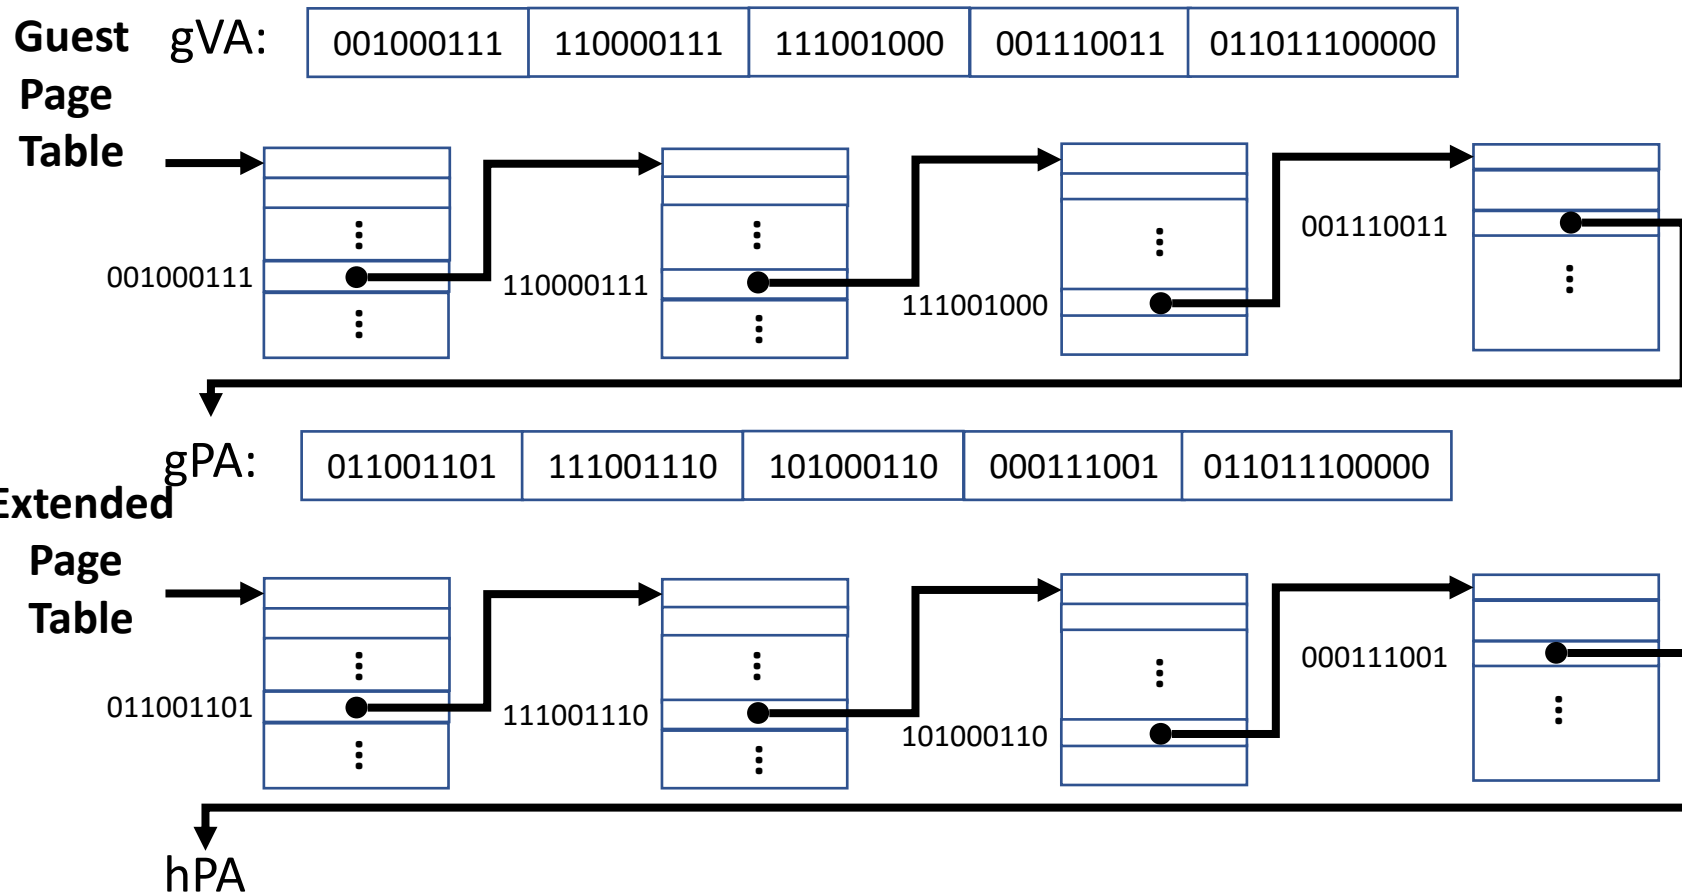 Guest Page Table
gVA: 001000111 110000111 111001000 001110011 011011100000
001000111
110000111
111001000
001110011
gPA: 011001101 111001110 101000110 000111001 011011100000
Extended Page Table
011001101
111001110
101000110
000111001
hPA